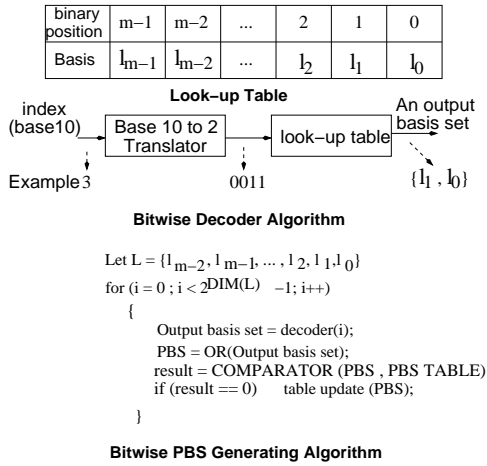 binary position m−1 m−2 ... 2 1 0
Basis l_{m−1} l_{m−2} ... l_2 l_1 l_0
Look−up Table
index (base10) Base 10 to 2 Translator look−up table An output basis set
Example 3 0011 {l_1 , l_0}
Bitwise Decoder Algorithm
Let L = {l_{m−2}, l_{m−1}, ... , l_2, l_1, l_0}
for (i = 0 ; i < 2^{DIM(L)} −1; i++)
{
Output basis set = decoder(i);
PBS = OR(Output basis set);
result = COMPARATOR (PBS , PBS TABLE)
if (result == 0) table update (PBS);
}
Bitwise PBS Generating Algorithm